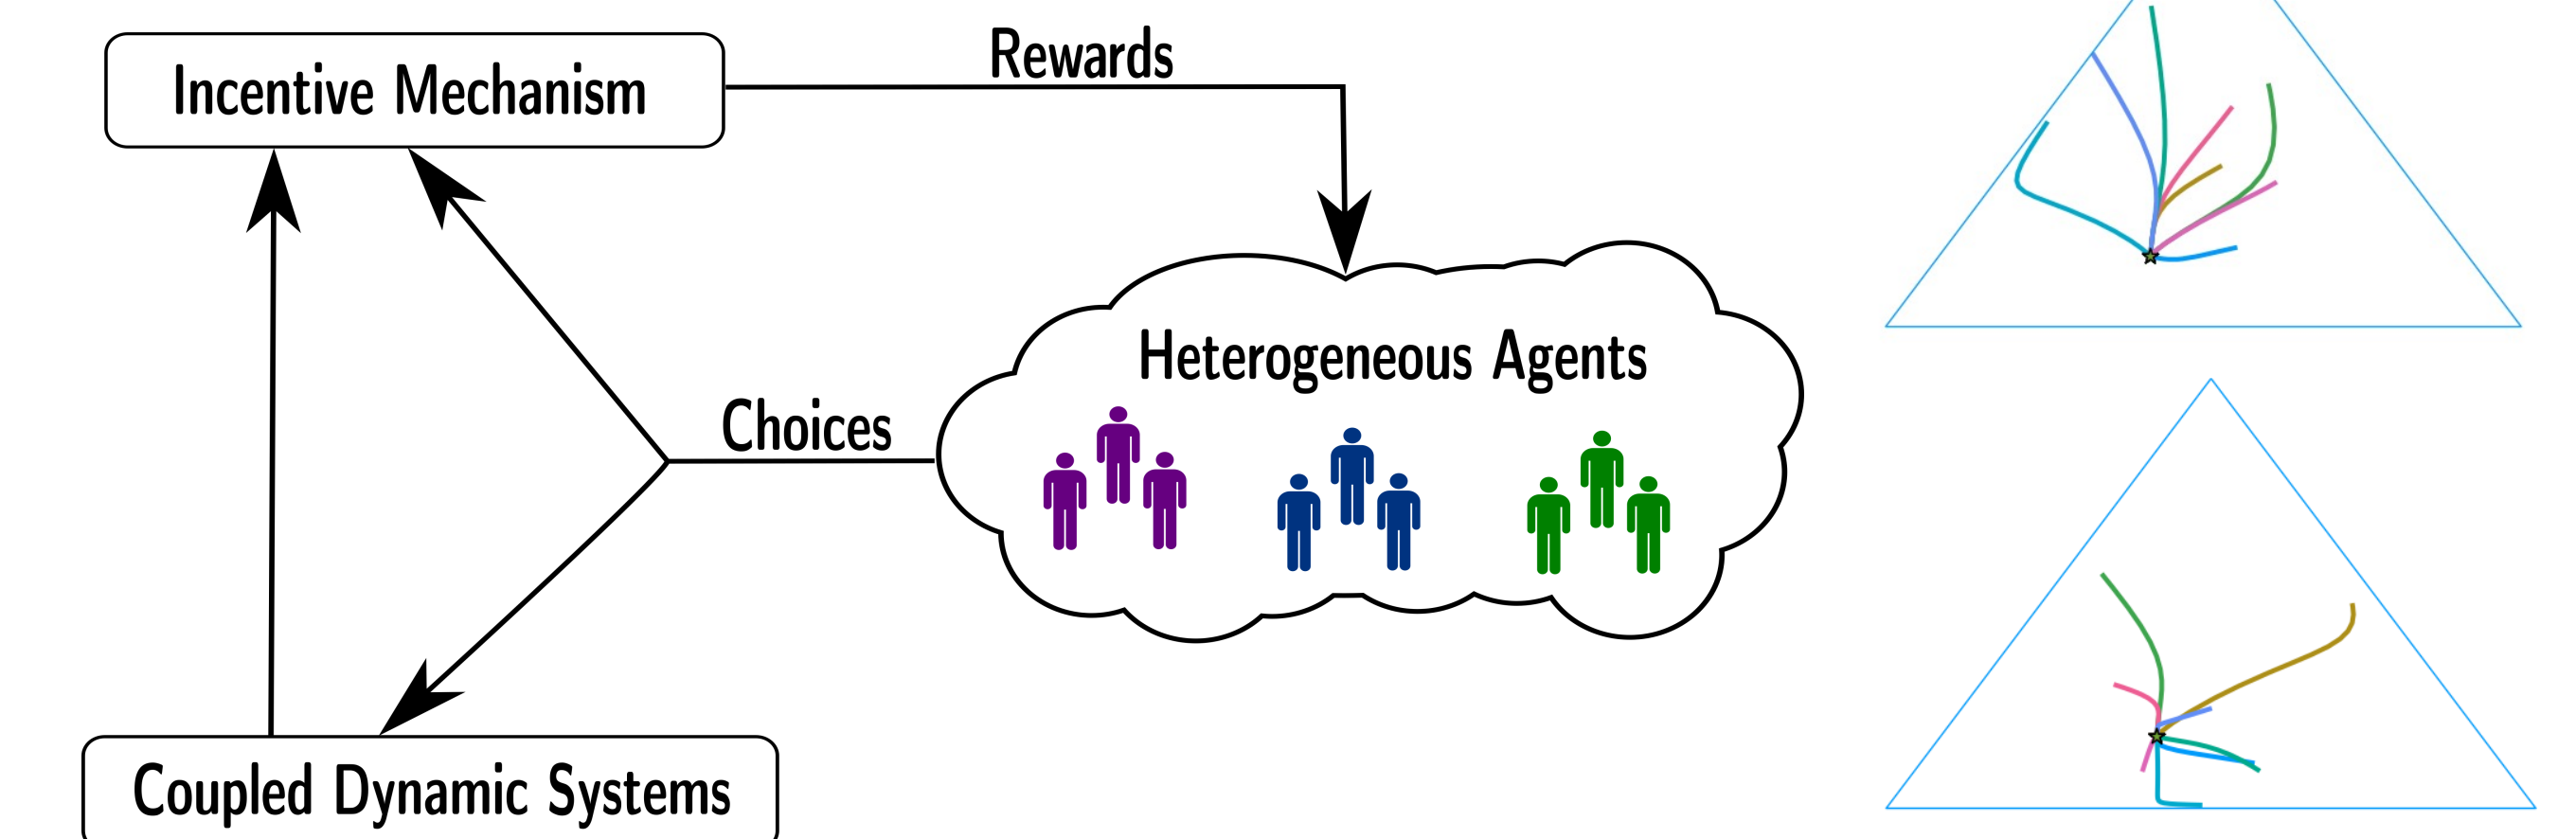 Rewards
Incentive Mechanism
Heterogeneous Agents
Choices
Coupled Dynamic Systems